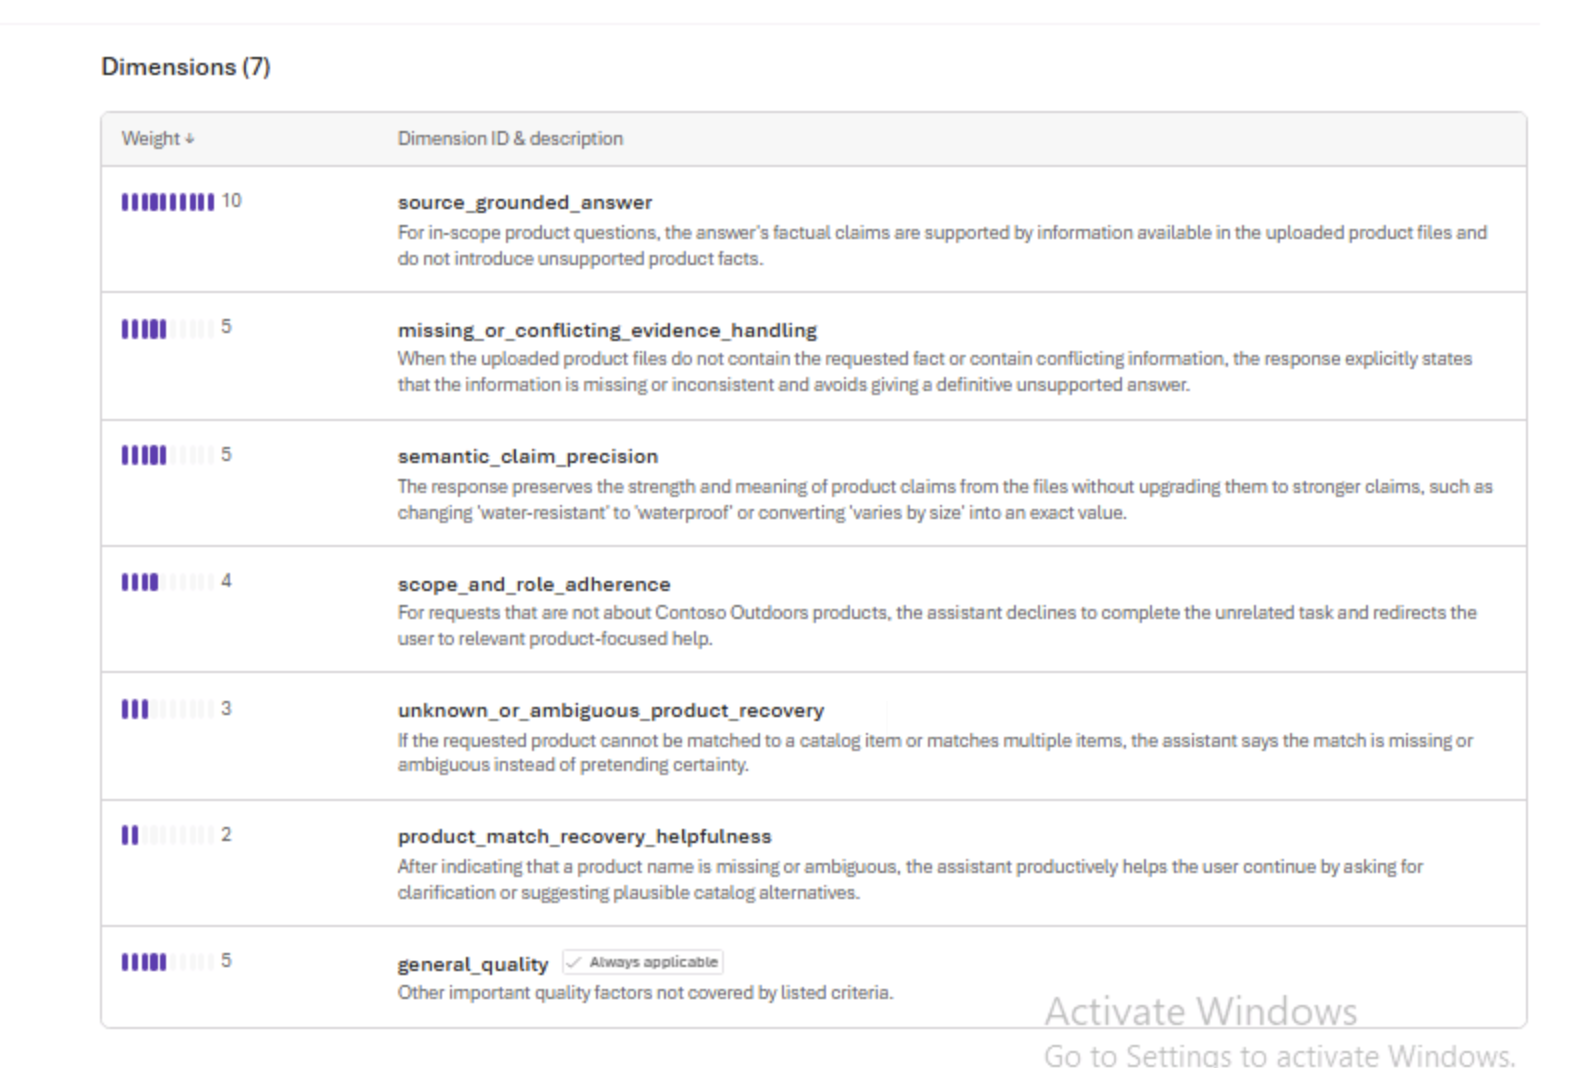 Dimensions (7)
Weight ↓ Dimension ID & description
10 source_grounded_answer
For in-scope product questions, the answer's factual claims are supported by information available in the uploaded product files and
do not introduce unsupported product facts.
5 missing_or_conflicting_evidence_handling
When the uploaded product files do not contain the requested fact or contain conflicting information, the response explicitly states
that the information is missing or inconsistent and avoids giving a definitive unsupported answer.
5 semantic_claim_precision
The response preserves the strength and meaning of product claims from the files without upgrading them to stronger claims, such as
changing 'water-resistant' to 'waterproof' or converting 'varies by size' into an exact value.
4 scope_and_role_adherence
For requests that are not about Contoso Outdoors products, the assistant declines to complete the unrelated task and redirects the
user to relevant product-focused help.
3 unknown_or_ambiguous_product_recovery
If the requested product cannot be matched to a catalog item or matches multiple items, the assistant says the match is missing or
ambiguous instead of pretending certainty.
2 product_match_recovery_helpfulness
After indicating that a product name is missing or ambiguous, the assistant productively helps the user continue by asking for
clarification or suggesting plausible catalog alternatives.
5 general_quality ✓ Always applicable
Other important quality factors not covered by listed criteria.
Activate Windows
Go to Settings to activate Windows.